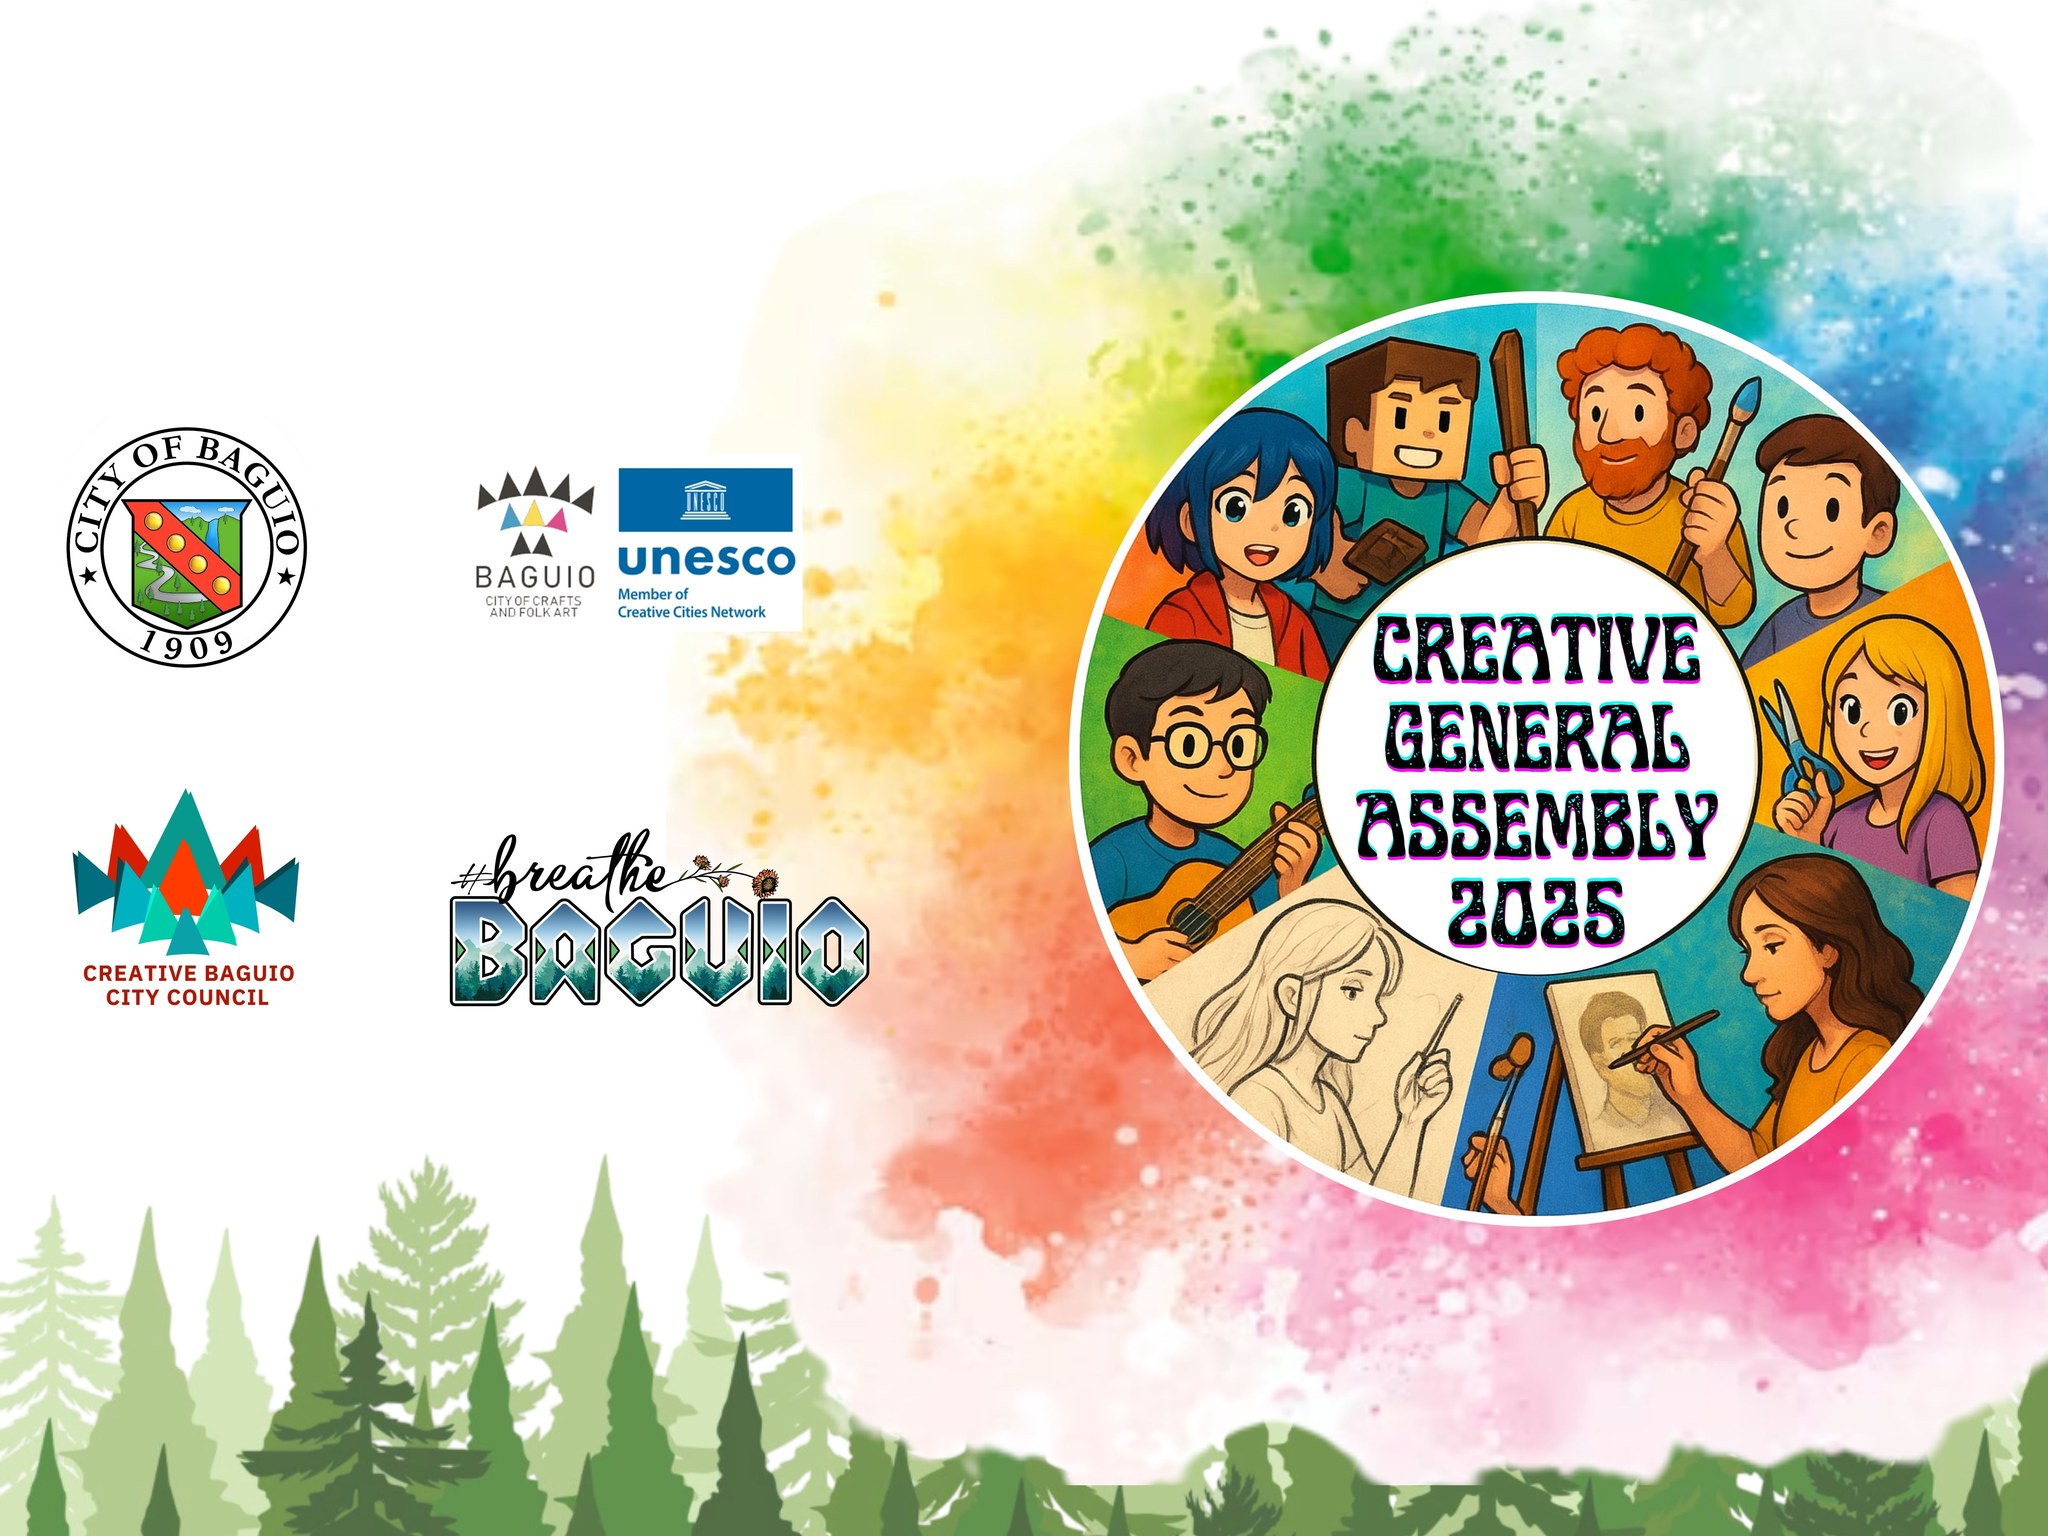 CITY OF BAGUIO
1909
BAGUIO
CITY OF CRAFTS
AND FOLK ART
UNESCO
unesco
Member of
Creative Cities Network
CREATIVE BAGUIO
CITY COUNCIL
#breathe
BAGUIO
CREATIVE
GENERAL
ASSEMBLY
2025